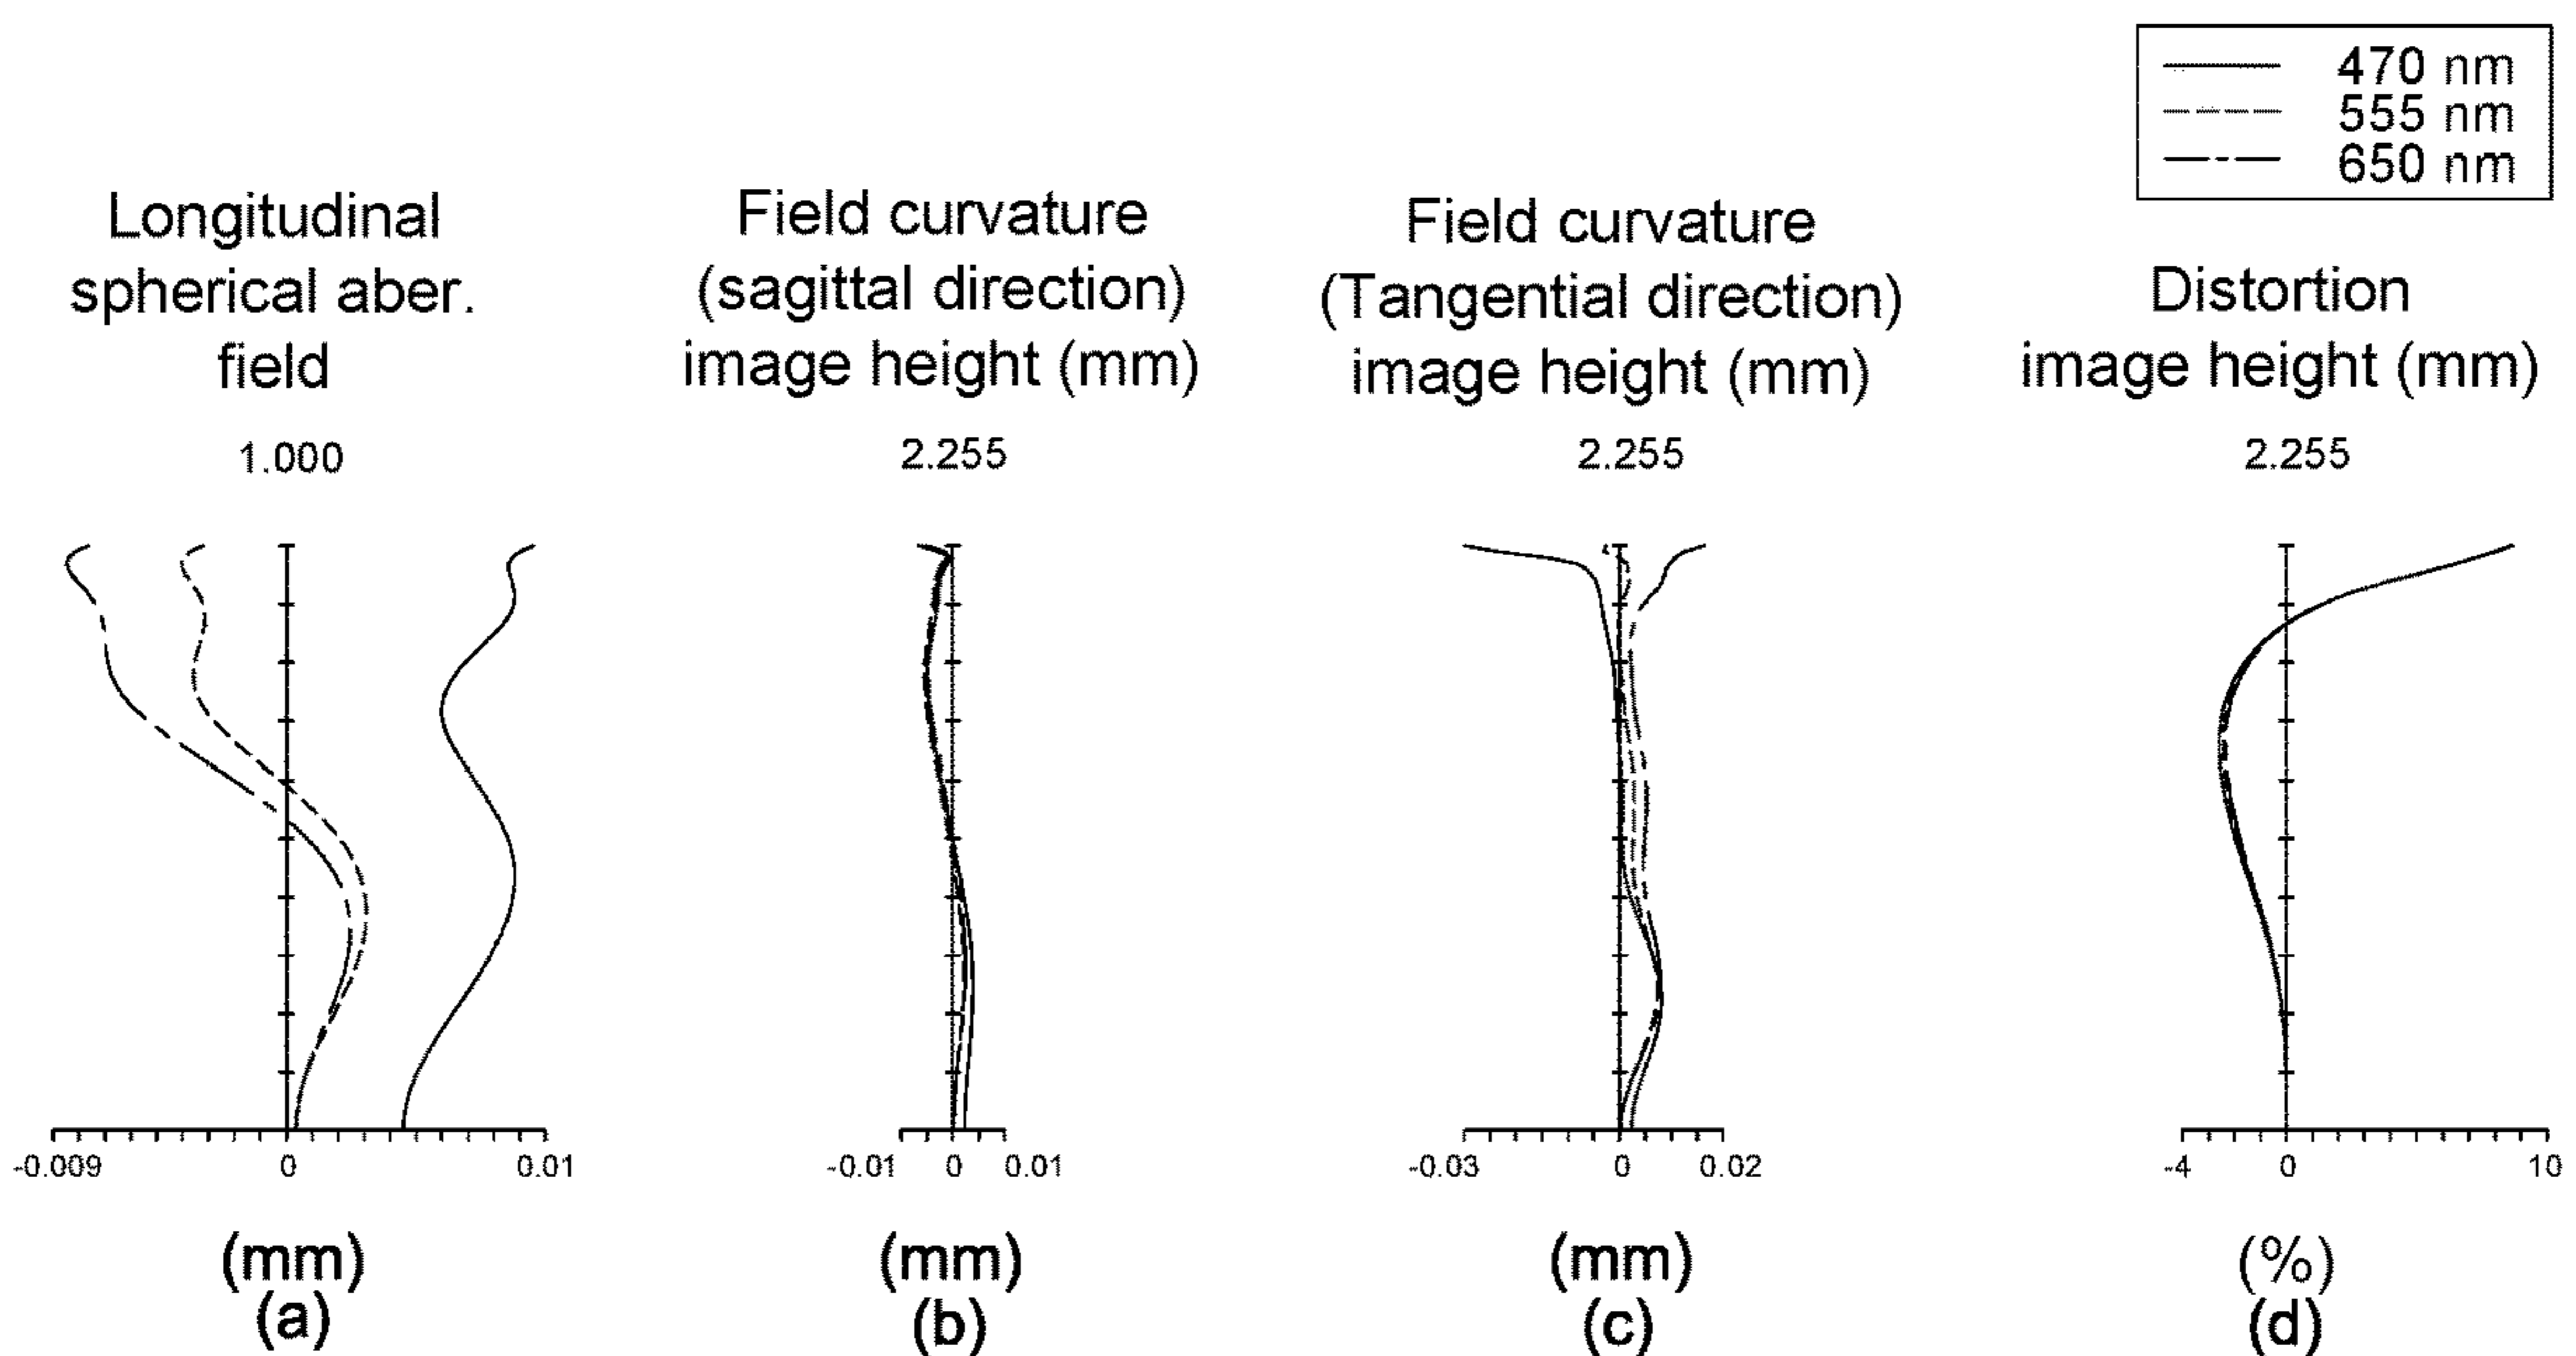 470 nm
555 nm
650 nm
Longitudinal
spherical aber.
field
1.000
-0.009 0 0.01
(mm)
(a)
Field curvature
(sagittal direction)
image height (mm)
2.255
-0.01 0 0.01
(mm)
(b)
Field curvature
(Tangential direction)
image height (mm)
2.255
-0.03 0 0.02
(mm)
(c)
Distortion
image height (mm)
2.255
-4 0 10
(%)
(d)